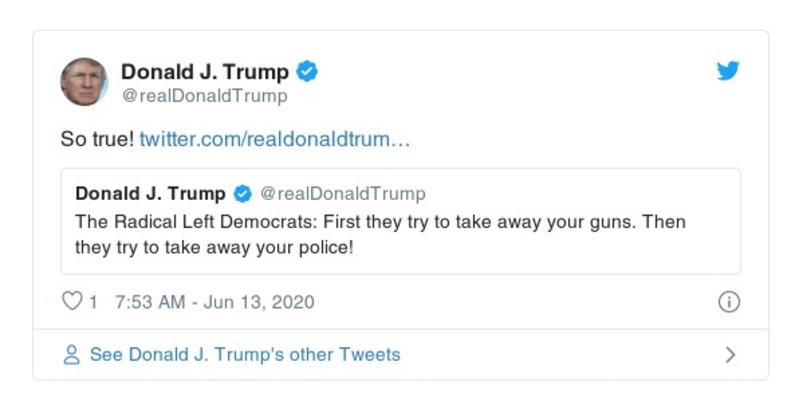 Donald J. Trump
@realDonaldTrump
So true! twitter.com/realdonaldtrum…
Donald J. Trump @realDonaldTrump
The Radical Left Democrats: First they try to take away your guns. Then
they try to take away your police!
1 7:53 AM - Jun 13, 2020
See Donald J. Trump's other Tweets